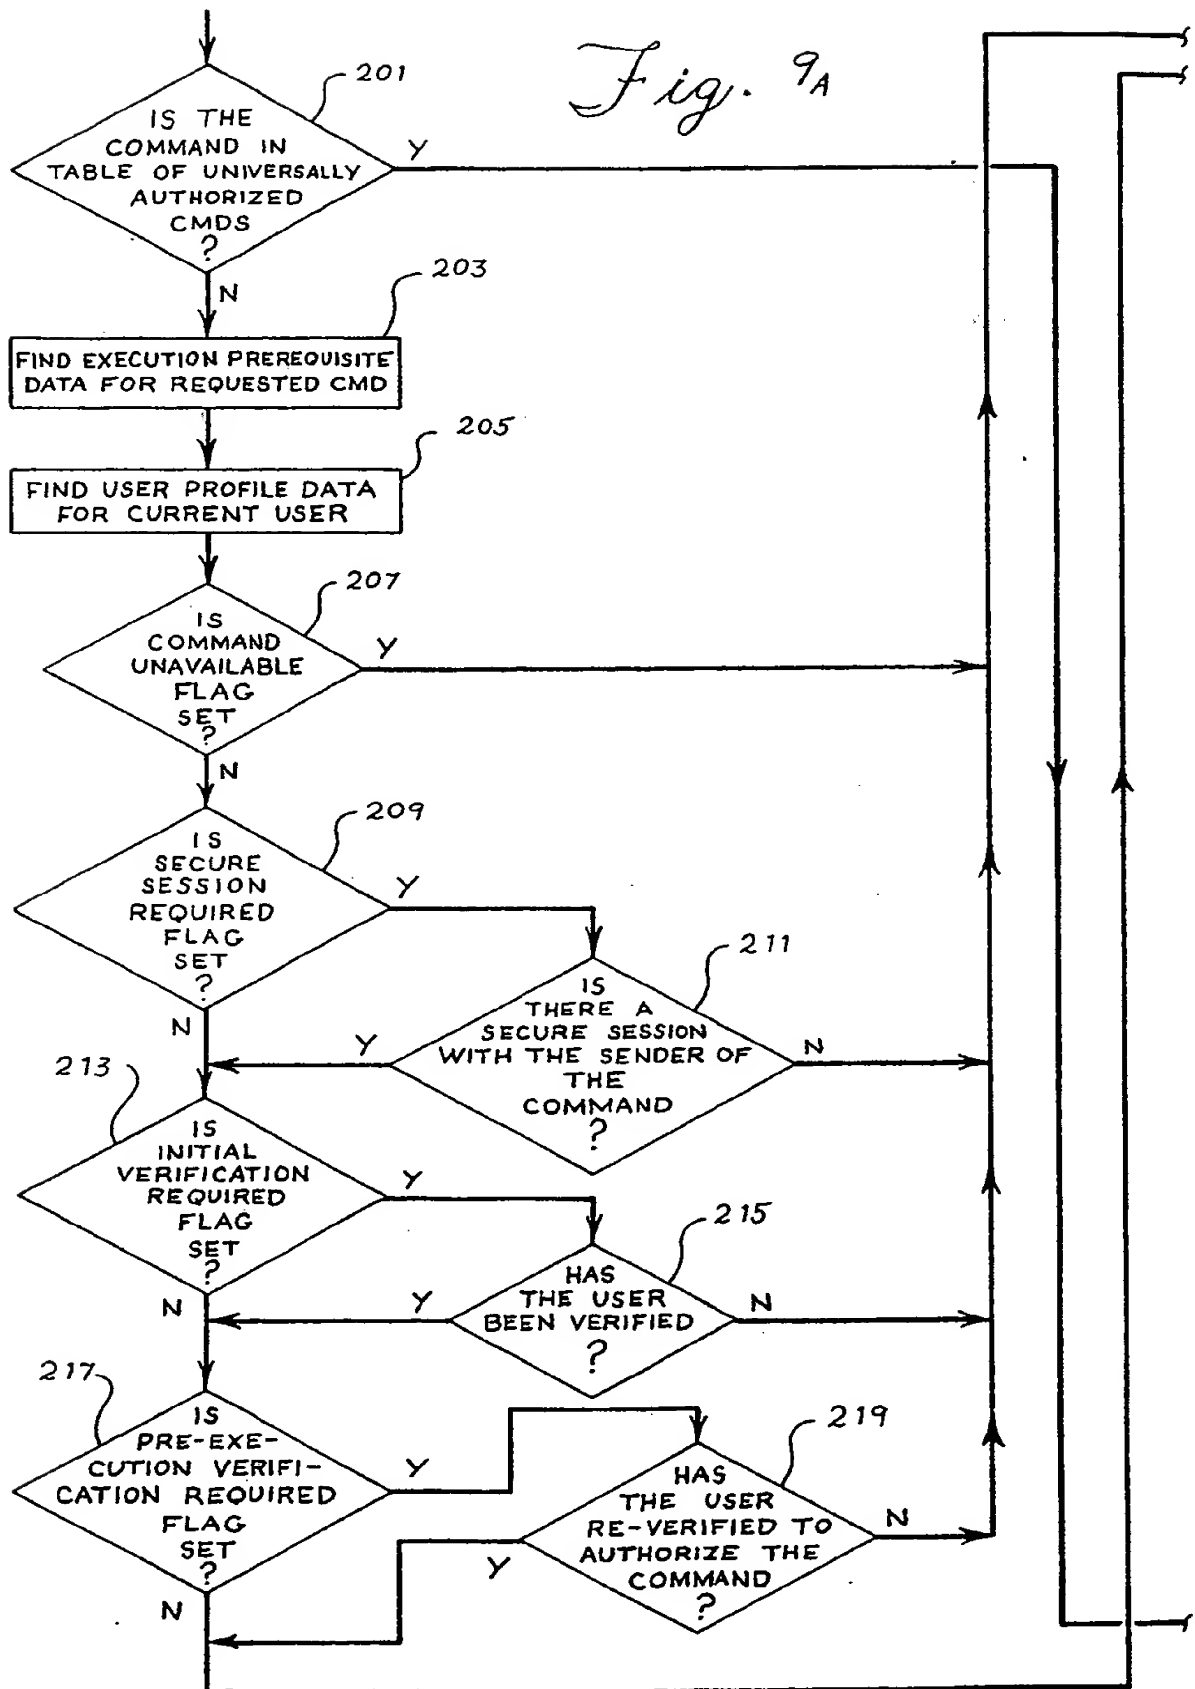 Fig. 9A
201
IS THE
COMMAND IN
TABLE OF UNIVERSALLY
AUTHORIZED
CMDS
?
Y
N
203
FIND EXECUTION PREREQUISITE
DATA FOR REQUESTED CMD
205
FIND USER PROFILE DATA
FOR CURRENT USER
207
IS
COMMAND
UNAVAILABLE
FLAG
SET
?
Y
N
209
IS
SECURE
SESSION
REQUIRED
FLAG
SET
?
Y
N
211
IS
THERE A
SECURE SESSION
WITH THE SENDER OF
THE
COMMAND
?
Y
N
213
IS
INITIAL
VERIFICATION
REQUIRED
FLAG
SET
?
Y
N
215
HAS
THE USER
BEEN VERIFIED
?
Y
N
217
IS
PRE-EXE-
CUTION VERIFI-
CATION REQUIRED
FLAG
SET
?
Y
N
219
HAS
THE USER
RE-VERIFIED TO
AUTHORIZE THE
COMMAND
?
Y
N